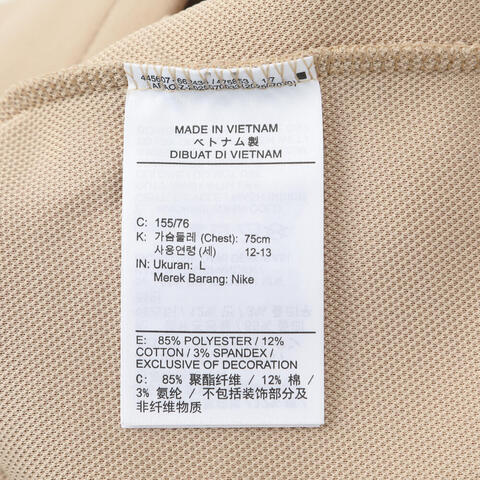 MADE IN VIETNAM
ベトナム製
DIBUAT DI VIETNAM
C: 155/76
K: 가슴둘레 (Chest): 75cm
사용연령 (세) 12-13
IN: Ukuran: L
Merek Barang: Nike
E: 85% POLYESTER / 12%
COTTON / 3% SPANDEX /
EXCLUSIVE OF DECORATION
C: 85% 聚酯纤维 / 12% 棉 /
3% 氨纶 / 不包括装饰部分及
非纤维物质